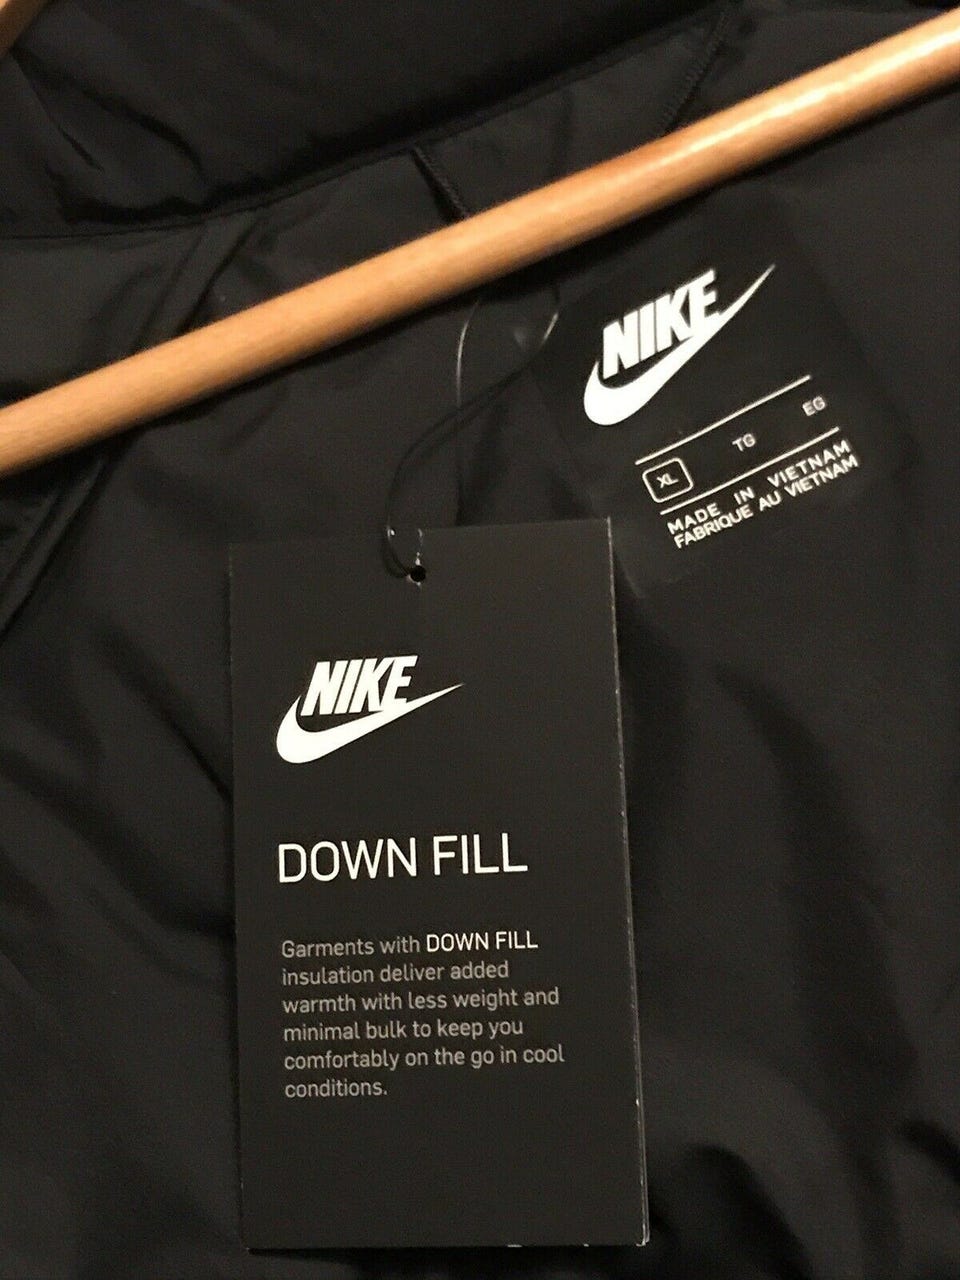 NIKE
XL TG EG
MADE IN VIETNAM
FABRIQUE AU VIETNAM
NIKE
DOWN FILL
Garments with DOWN FILL
insulation deliver added
warmth with less weight and
minimal bulk to keep you
comfortably on the go in cool
conditions.